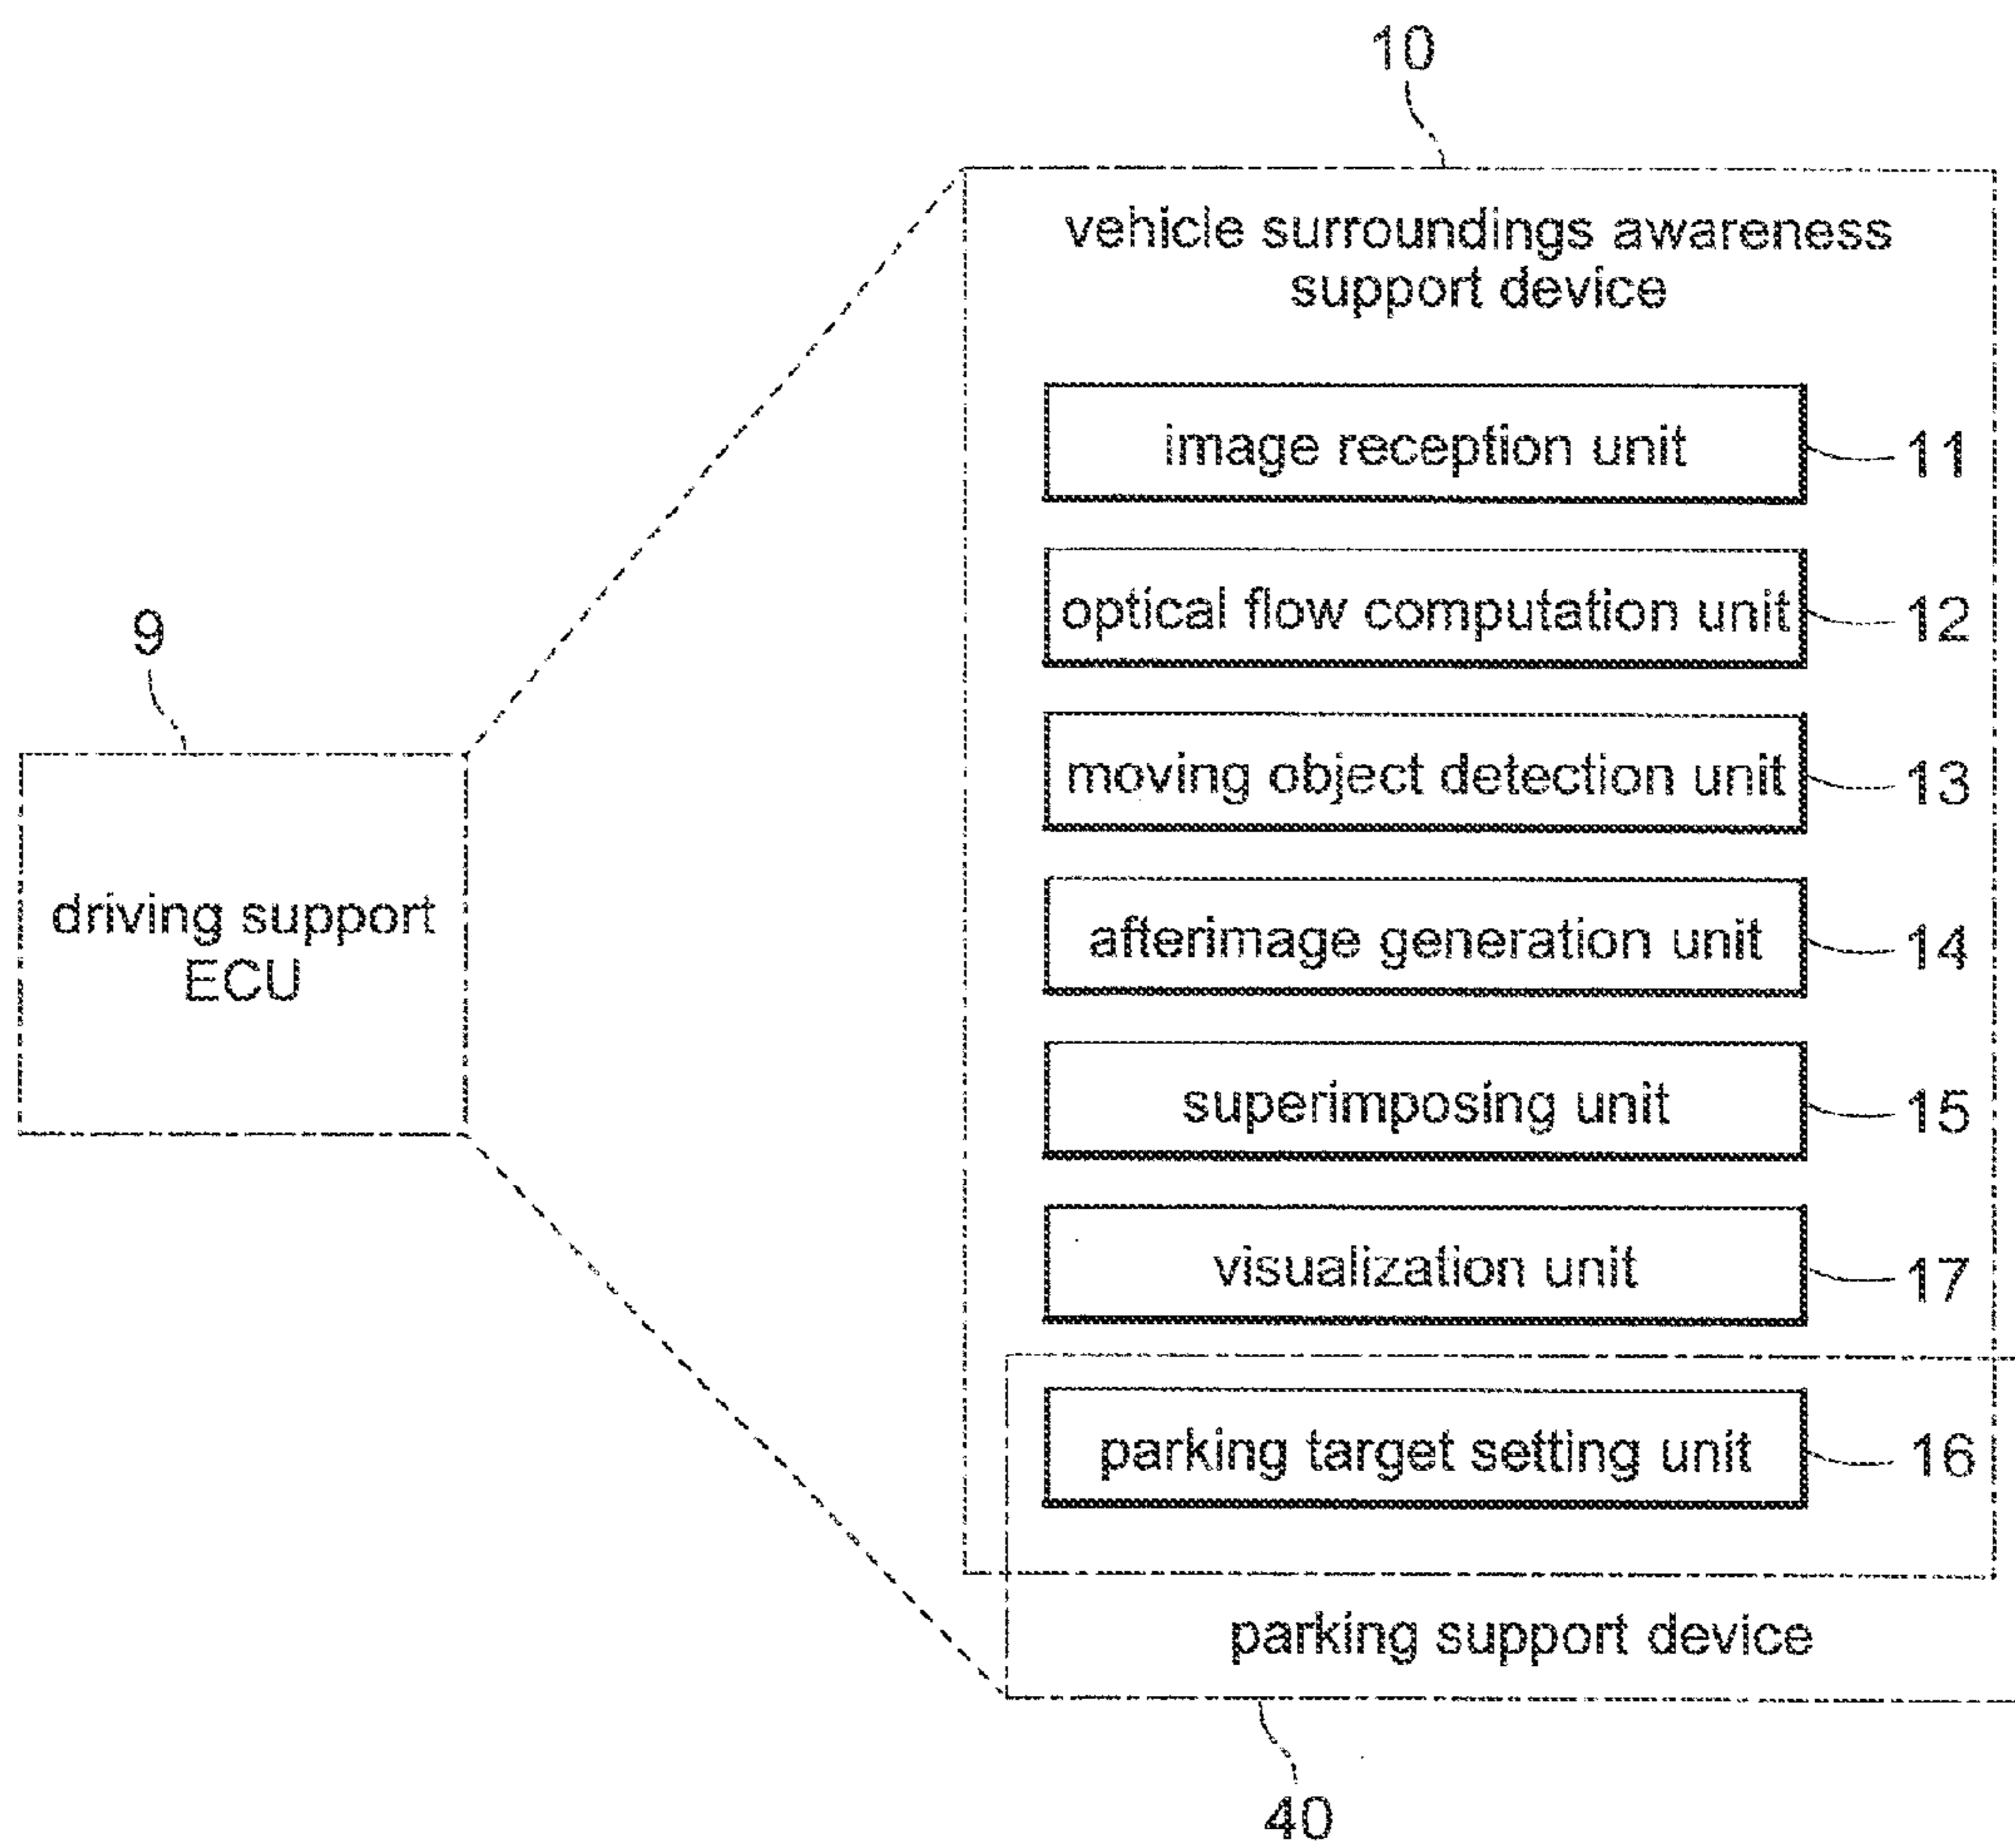 10
vehicle surroundings awareness
support device
image reception unit
11
optical flow computation unit
12
9
moving object detection unit
13
driving support
ECU
afterimage generation unit
14
superimposing unit
15
visualization unit
17
parking target setting unit
16
parking support device
40